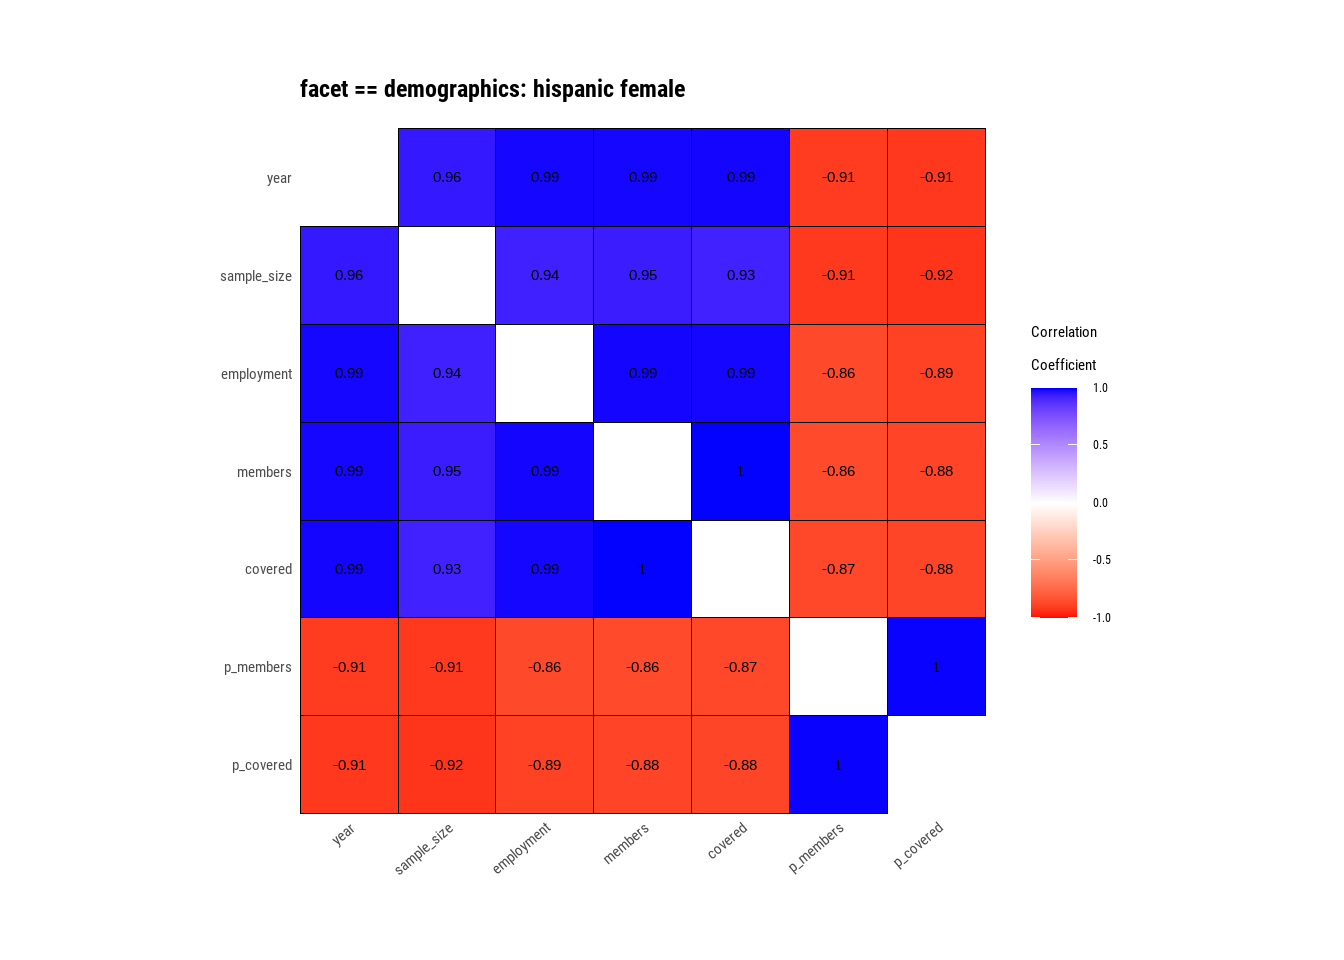 facet == demographics: hispanic female
year 0.96 0.99 0.99 0.99 -0.91 -0.91
sample_size 0.96 0.94 0.95 0.93 -0.91 -0.92
employment 0.99 0.94 0.99 0.99 -0.86 -0.89
members 0.99 0.95 0.99 1 -0.86 -0.88
covered 0.99 0.93 0.99 1 -0.87 -0.88
p_members -0.91 -0.91 -0.86 -0.86 -0.87 1
p_covered -0.91 -0.92 -0.89 -0.88 -0.88 1
year sample_size employment members covered p_members p_covered
Correlation
Coefficient
1.0
0.5
0.0
-0.5
-1.0